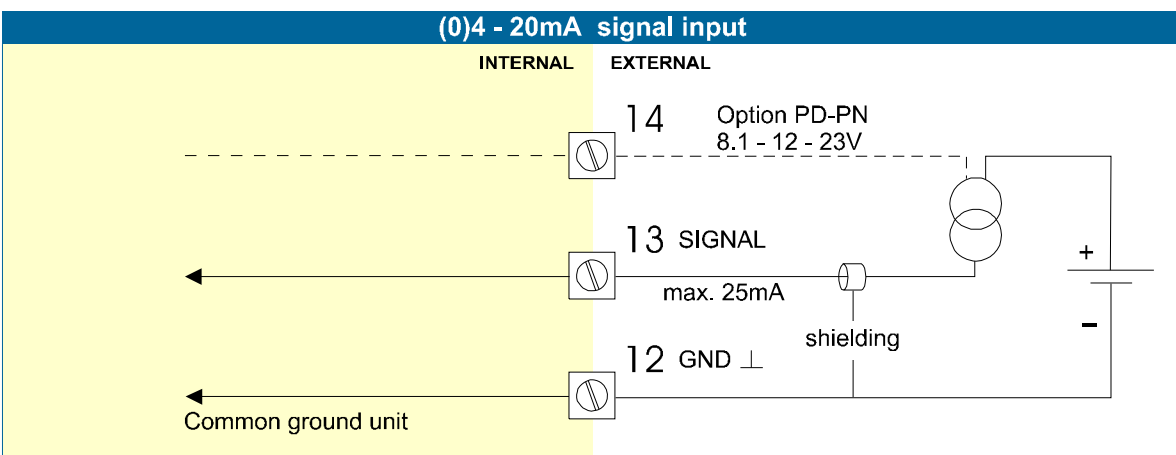 (0)4 - 20mA signal input
INTERNAL EXTERNAL
14 Option PD-PN
8.1 - 12 - 23V
13 SIGNAL
+
max. 25mA
shielding
-
12 GND ⊥
Common ground unit